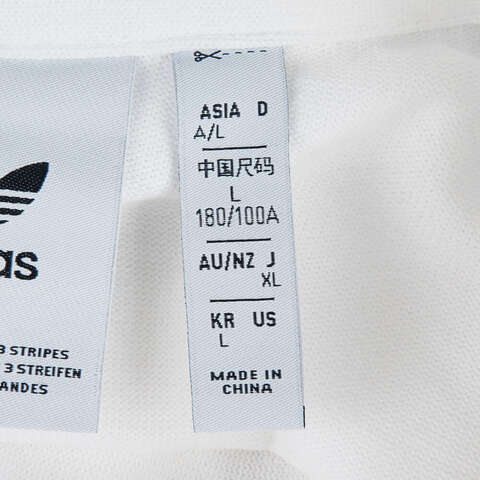 as
3 STRIPES
3 STREIFEN
ANDES
ASIA D
A/L
中国尺码
L
180/100A
AU/NZ J
XL
KR US
L
MADE IN
CHINA